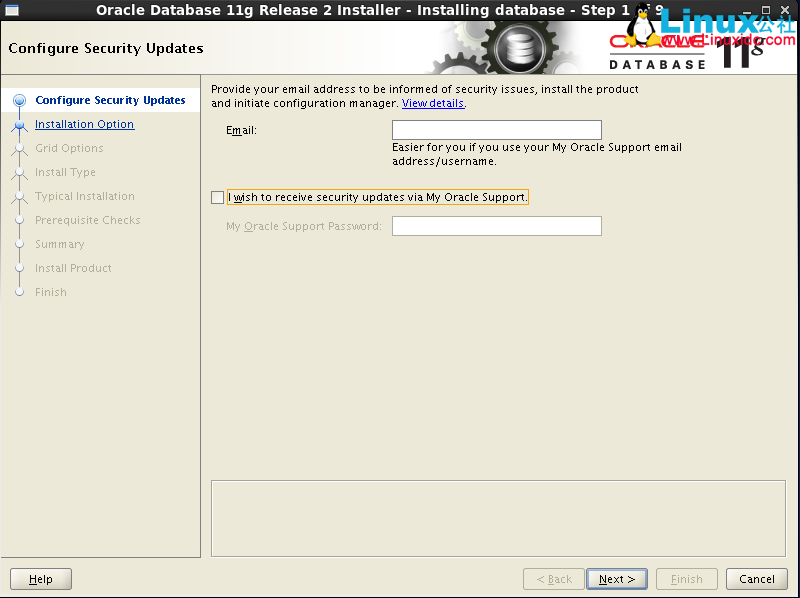 Oracle Database 11g Release 2 Installer - Installing database - Step 1 of 9
Linux公社
www.Linuxidc.com
Configure Security Updates
ORACLE
DATABASE 11g
Configure Security Updates
Installation Option
Grid Options
Install Type
Typical Installation
Prerequisite Checks
Summary
Install Product
Finish
Provide your email address to be informed of security issues, install the product
and initiate configuration manager. View details.
Email:
Easier for you if you use your My Oracle Support email
address/username.
I wish to receive security updates via My Oracle Support.
My Oracle Support Password:
Help
< Back
Next >
Finish
Cancel